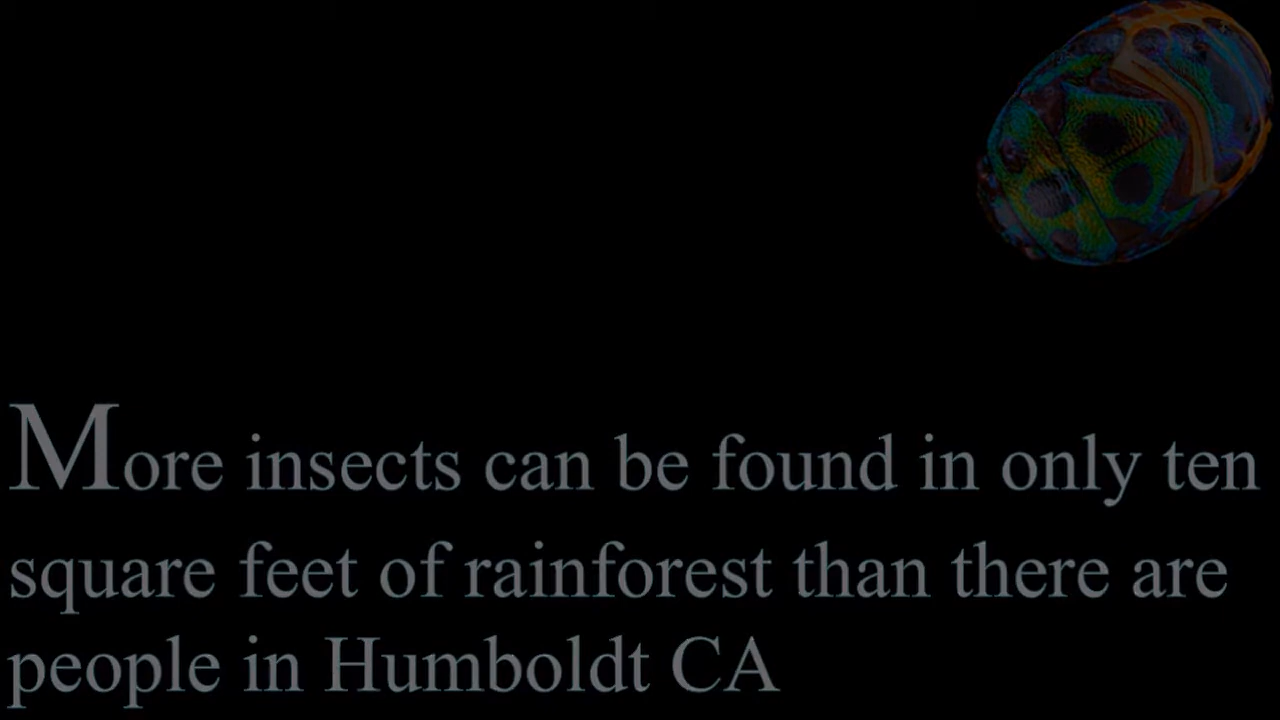 More insects can be found in only ten
square feet of rainforest than there are
people in Humboldt CA